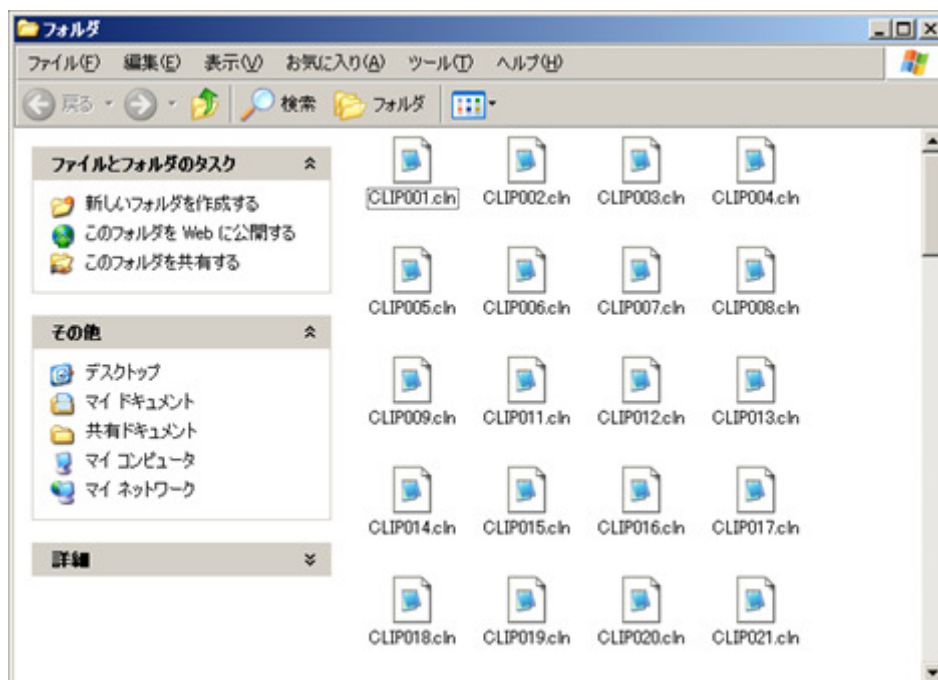 フォルダ
ファイル(F) 編集(E) 表示(V) お気に入り(A) ツール(T) ヘルプ(H)
戻る 検索 フォルダ
ファイルとフォルダのタスク
新しいフォルダを作成する
このフォルダを Web に公開する
このフォルダを共有する
その他
デスクトップ
マイ ドキュメント
共有ドキュメント
マイ コンピュータ
マイ ネットワーク
詳細
CLIP001.cln CLIP002.cln CLIP003.cln CLIP004.cln
CLIP005.cln CLIP006.cln CLIP007.cln CLIP008.cln
CLIP009.cln CLIP011.cln CLIP012.cln CLIP013.cln
CLIP014.cln CLIP015.cln CLIP016.cln CLIP017.cln
CLIP018.cln CLIP019.cln CLIP020.cln CLIP021.cln